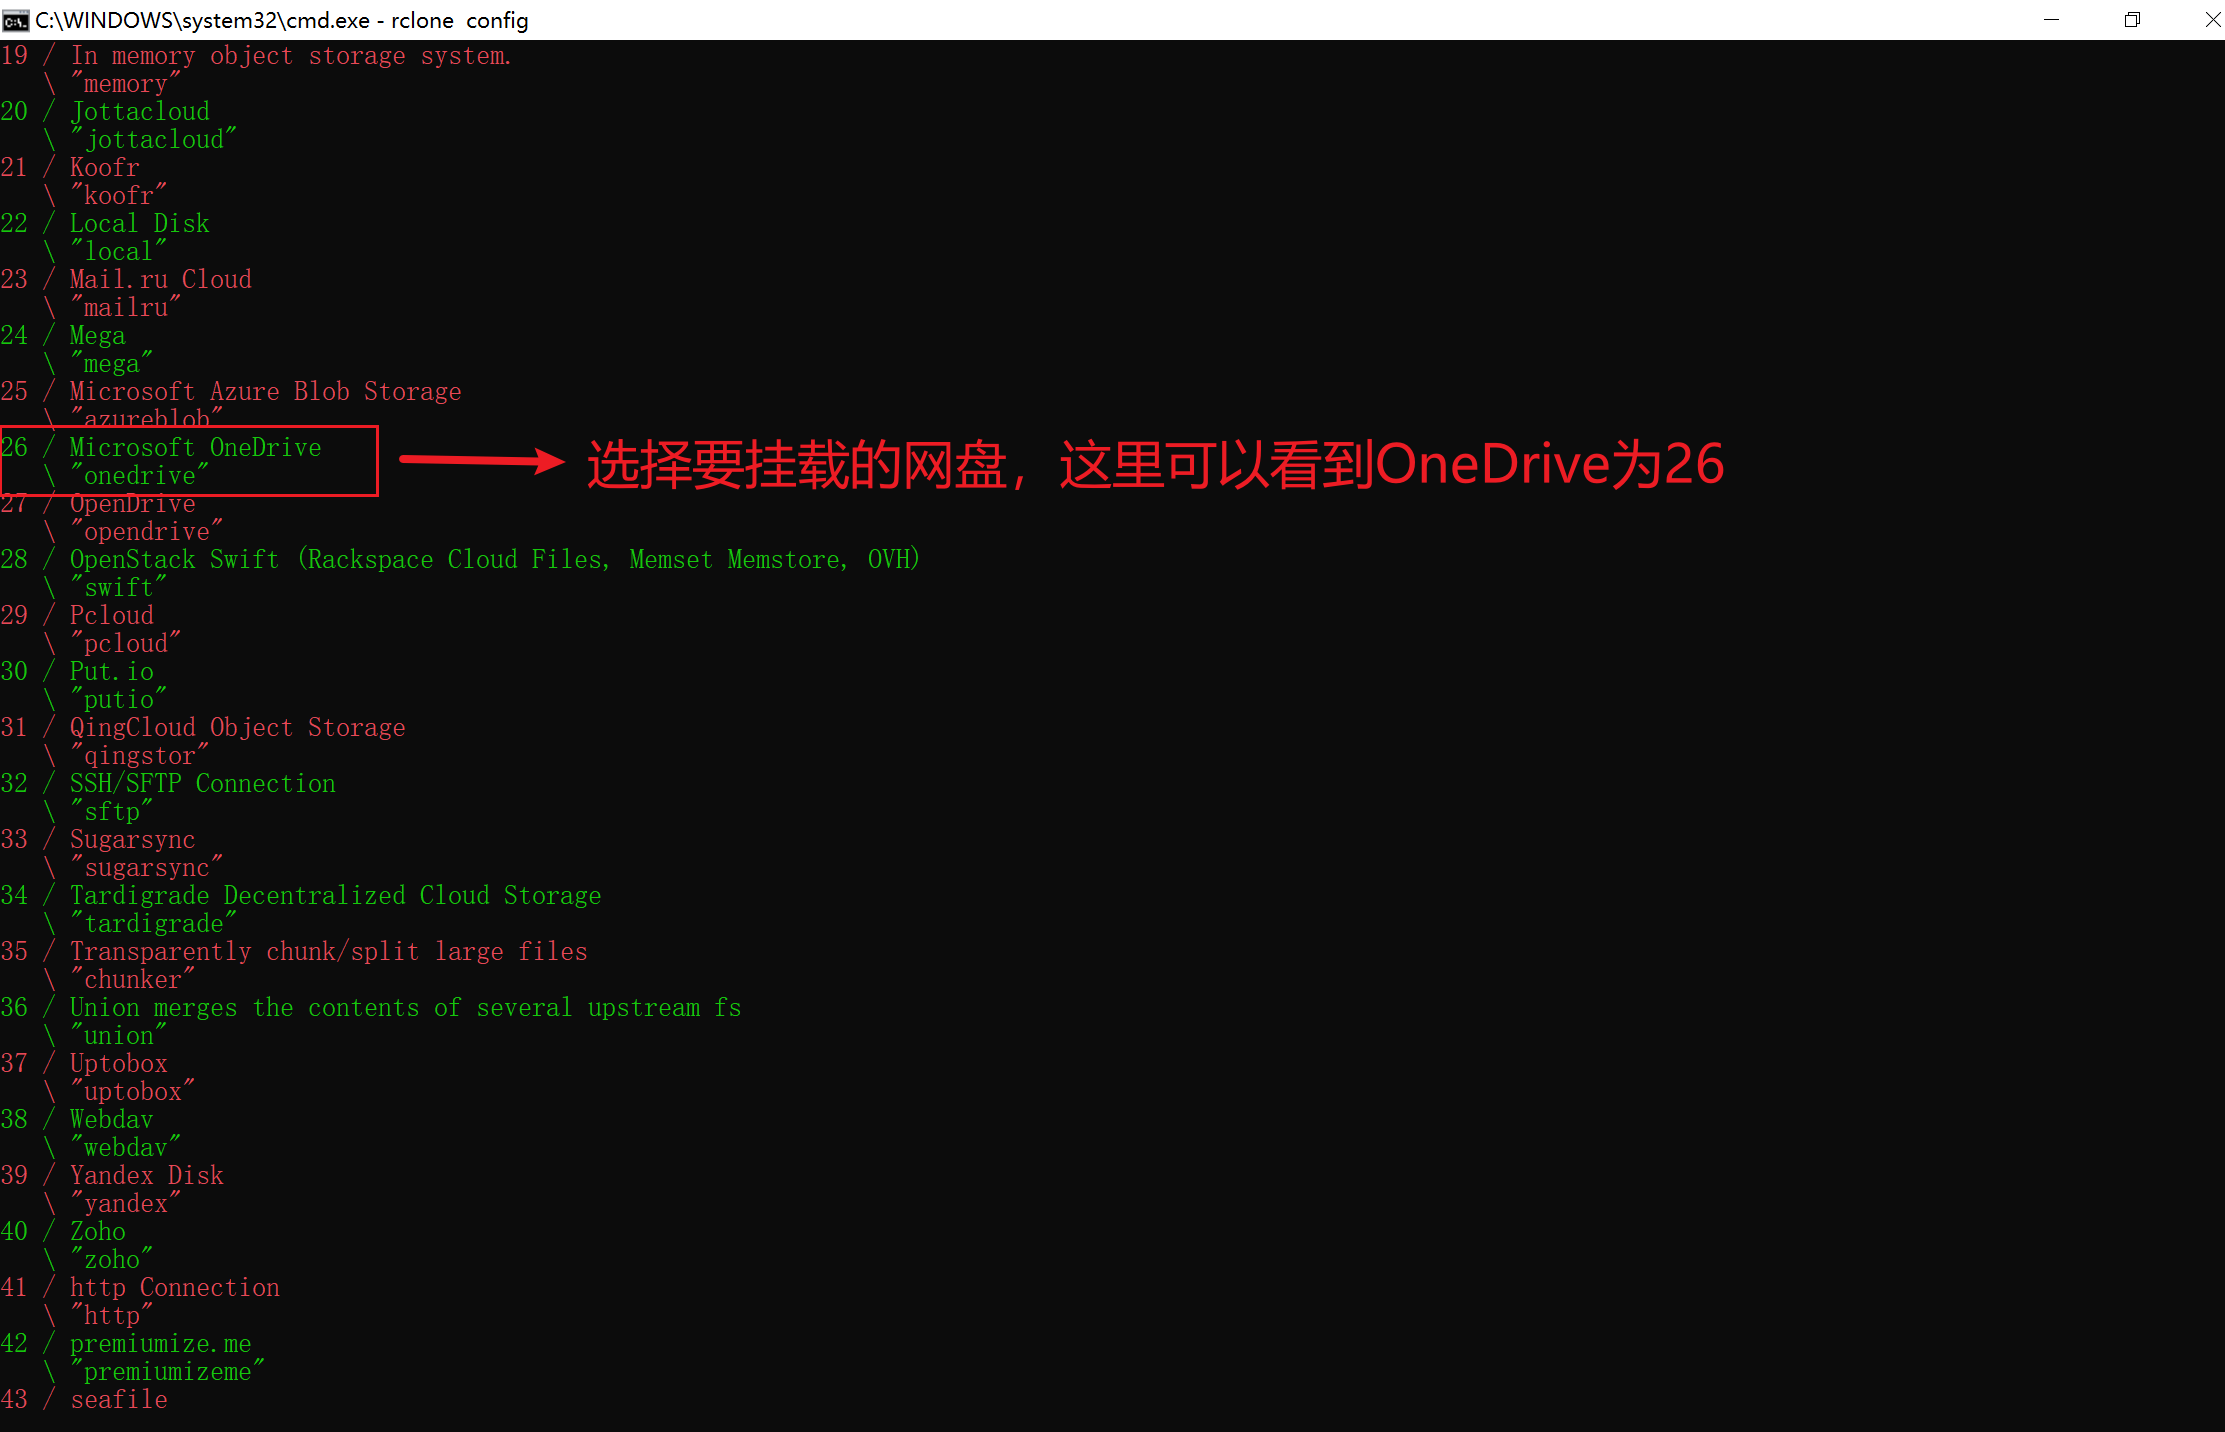 C:\WINDOWS\system32\cmd.exe - rclone  config
19 / In memory object storage system.
   \ "memory"
20 / Jottacloud
   \ "jottacloud"
21 / Koofr
   \ "koofr"
22 / Local Disk
   \ "local"
23 / Mail.ru Cloud
   \ "mailru"
24 / Mega
   \ "mega"
25 / Microsoft Azure Blob Storage
   \ "azureblob"
26 / Microsoft OneDrive
   \ "onedrive"
选择要挂载的网盘，这里可以看到OneDrive为26
27 / OpenDrive
   \ "opendrive"
28 / OpenStack Swift (Rackspace Cloud Files, Memset Memstore, OVH)
   \ "swift"
29 / Pcloud
   \ "pcloud"
30 / Put.io
   \ "putio"
31 / QingCloud Object Storage
   \ "qingstor"
32 / SSH/SFTP Connection
   \ "sftp"
33 / Sugarsync
   \ "sugarsync"
34 / Tardigrade Decentralized Cloud Storage
   \ "tardigrade"
35 / Transparently chunk/split large files
   \ "chunker"
36 / Union merges the contents of several upstream fs
   \ "union"
37 / Uptobox
   \ "uptobox"
38 / Webdav
   \ "webdav"
39 / Yandex Disk
   \ "yandex"
40 / Zoho
   \ "zoho"
41 / http Connection
   \ "http"
42 / premiumize.me
   \ "premiumizeme"
43 / seafile